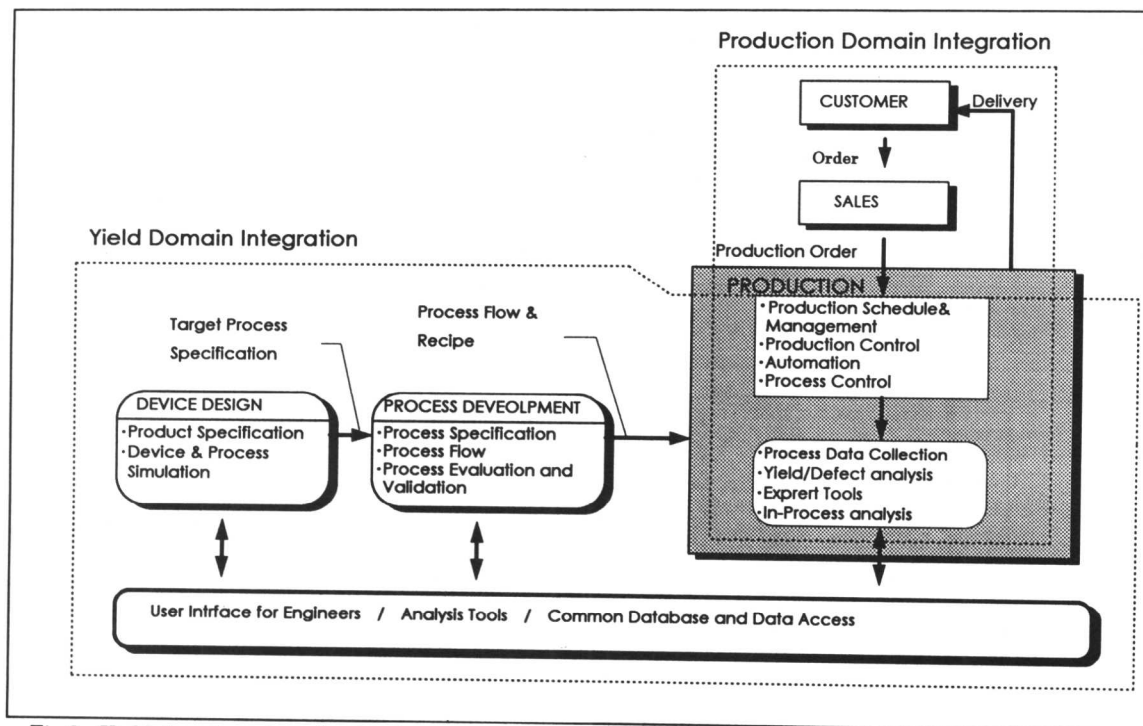 Production Domain Integration
CUSTOMER
Delivery
Order
SALES
Yield Domain Integration
Production Order
PRODUCTION
·Production Schedule&
Management
·Production Control
·Automation
·Process Control
Target Process
Specification
Process Flow &
Recipe
DEVICE DESIGN
·Product Specification
·Device & Process
Simulation
PROCESS DEVEOLPMENT
·Process Specification
·Process Flow
·Process Evaluation and
Validation
·Process Data Collection
·Yield/Defect analysis
·Exprert Tools
·In-Process analysis
User Intrface for Engineers / Analysis Tools / Common Database and Data Access